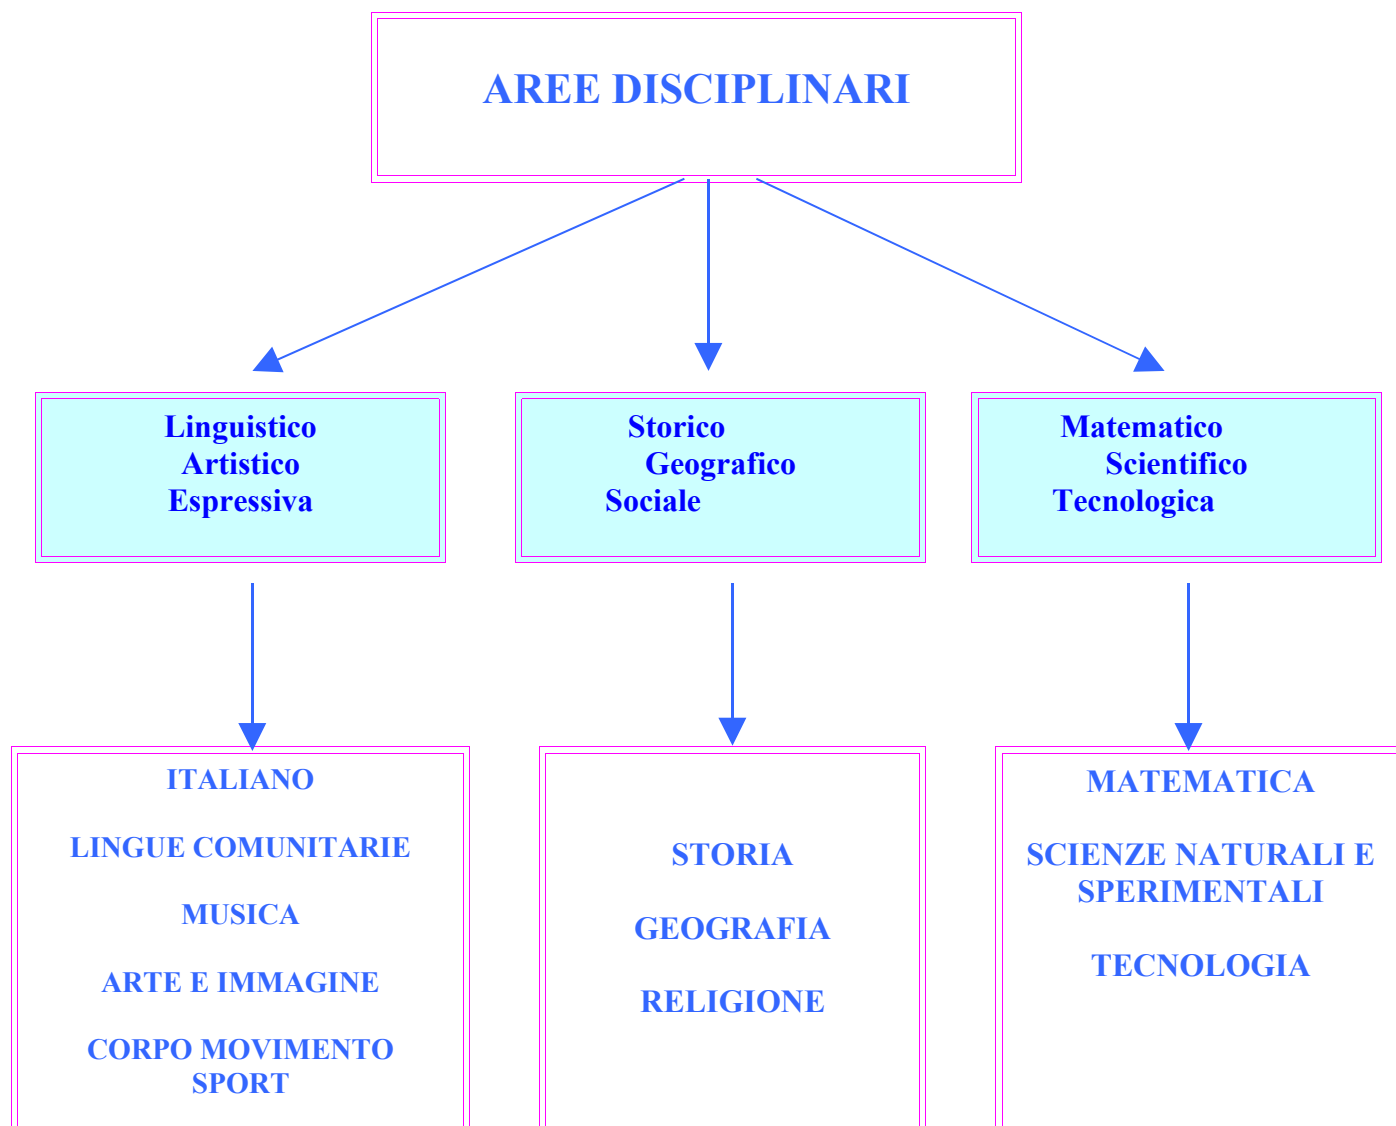 AREE DISCIPLINARI
Linguistico
Artistico
Espressiva
Storico
Geografico
Sociale
Matematico
Scientifico
Tecnologica
ITALIANO
LINGUE COMUNITARIE
MUSICA
ARTE E IMMAGINE
CORPO MOVIMENTO
SPORT
STORIA
GEOGRAFIA
RELIGIONE
MATEMATICA
SCIENZE NATURALI E
SPERIMENTALI
TECNOLOGIA